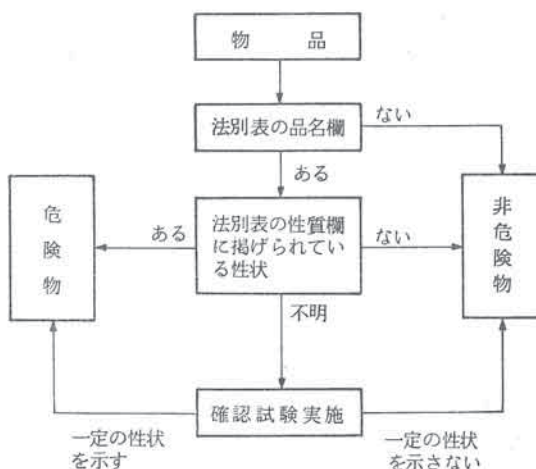 物品
法別表の品名欄
ない
ある
危険物
ある
法別表の性質欄
に掲げられてい
る性状
ない
非危険物
不明
確認試験実施
一定の性状
を示す
一定の性状
を示さない